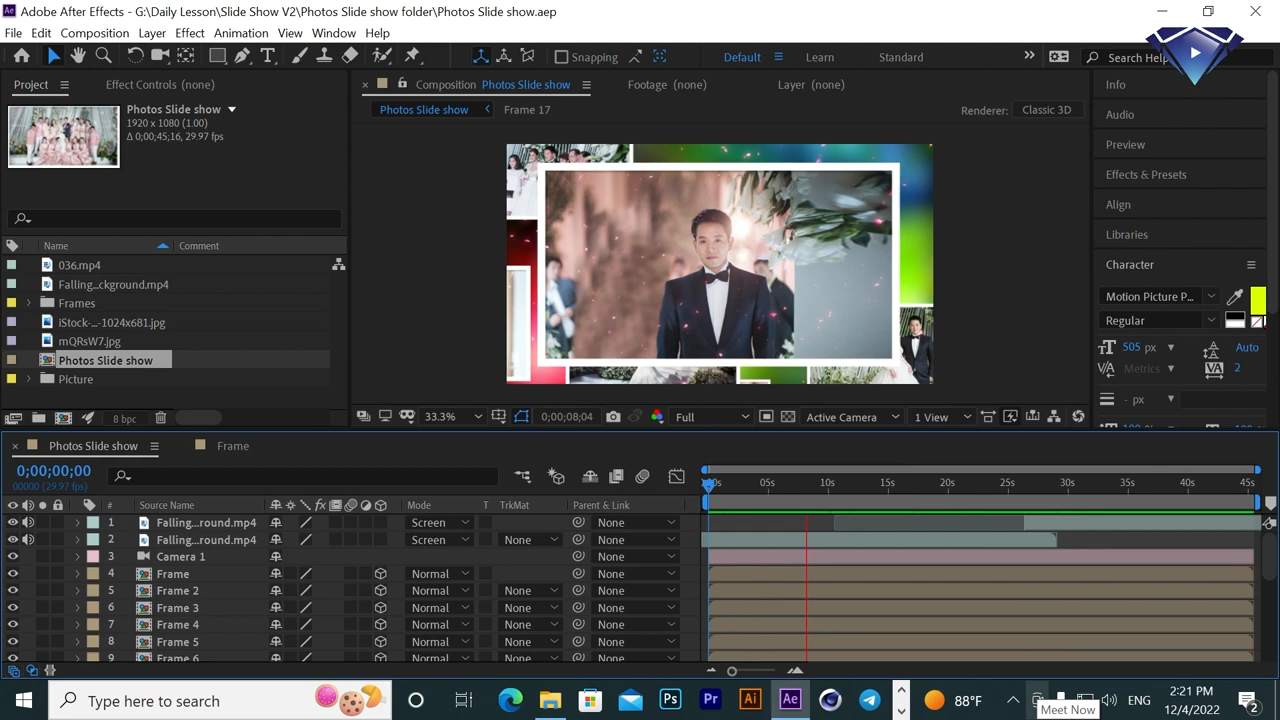 Adobe After Effects - G:\Daily Lesson\Slide Show V2\Photos Slide show folder\Photos Slide show.aep
File Edit Composition Layer Effect Animation View Window Help
Snapping Default Learn Standard Search Help
Project Effect Controls (none)
Photos Slide show
1920 x 1080 (1.00)
Δ 0;00;45;16, 29.97 fps
Composition Photos Slide show Footage (none) Layer (none)
Photos Slide show Frame 17 Renderer: Classic 3D
Name Comment
036.mp4
Falling...ckground.mp4
Frames
iStock-...-1024x681.jpg
mQRsW7.jpg
Photos Slide show
Picture
8 bpc
33.3% 0;00;08;04 Full Active Camera 1 View
Info
Audio
Preview
Effects & Presets
Align
Libraries
Character
Motion Picture P...
Regular
505 px Auto
Metrics 2
- px
Photos Slide show Frame
0;00;00;00
00000 (29.97 fps)
05s 10s 15s 20s 25s 30s 35s 40s 45s
# Source Name Mode T TrkMat Parent & Link
1 Falling...round.mp4 Screen None
2 Falling...round.mp4 Screen None None
3 Camera 1 None
4 Frame Normal None
5 Frame 2 Normal None None
6 Frame 3 Normal None None
7 Frame 4 Normal None None
8 Frame 5 Normal None None
9 Frame 6
Type here to search
Ps Pr Ai Ae
88°F
ENG
2:21 PM
12/4/2022
2
Meet Now